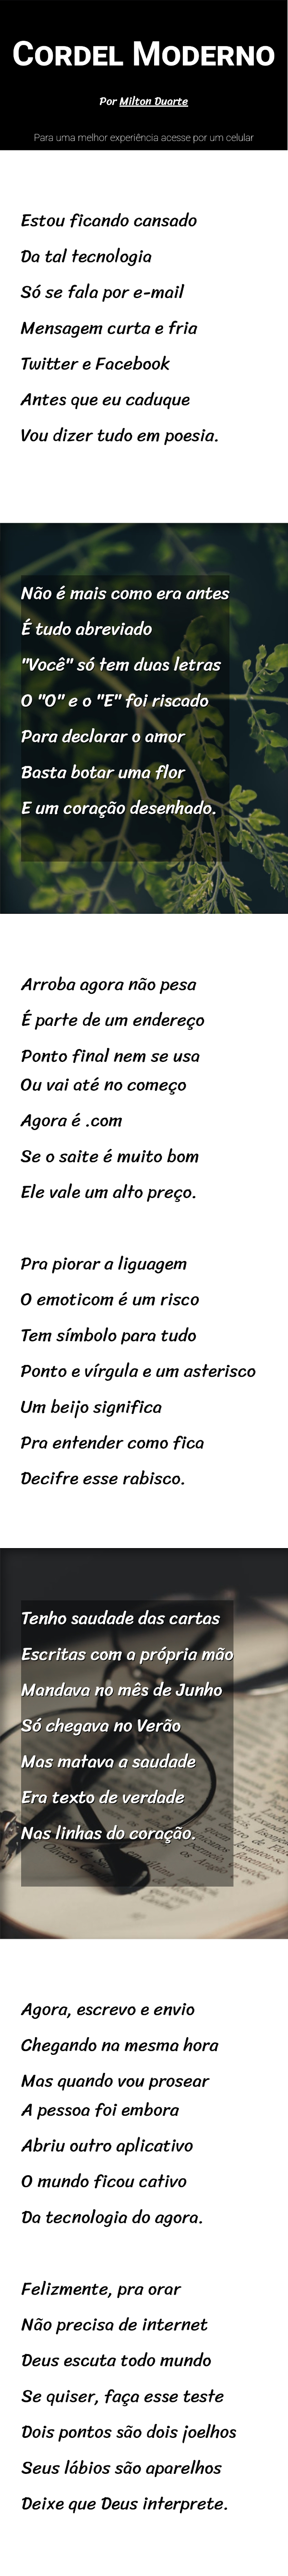 Cordel Moderno
Por Milton Duarte
Para uma melhor experiência acesse por um celular
Estou ficando cansado
Da tal tecnologia
Só se fala por e-mail
Mensagem curta e fria
Twitter e Facebook
Antes que eu caduque
Vou dizer tudo em poesia.
Não é mais como era antes
É tudo abreviado
"Você" só tem duas letras
O "O" e o "E" foi riscado
Para declarar o amor
Basta botar uma flor
E um coração desenhado.
Arroba agora não pesa
É parte de um endereço
Ponto final nem se usa
Ou vai até no começo
Agora é .com
Se o saite é muito bom
Ele vale um alto preço.
Pra piorar a liguagem
O emoticom é um risco
Tem símbolo para tudo
Ponto e vírgula e um asterisco
Um beijo significa
Pra entender como fica
Decifre esse rabisco.
Tenho saudade das cartas
Escritas com a própria mão
Mandava no mês de Junho
Só chegava no Verão
Mas matava a saudade
Era texto de verdade
Nas linhas do coração.
Agora, escrevo e envio
Chegando na mesma hora
Mas quando vou prosear
A pessoa foi embora
Abriu outro aplicativo
O mundo ficou cativo
Da tecnologia do agora.
Felizmente, pra orar
Não precisa de internet
Deus escuta todo mundo
Se quiser, faça esse teste
Dois pontos são dois joelhos
Seus lábios são aparelhos
Deixe que Deus interprete.